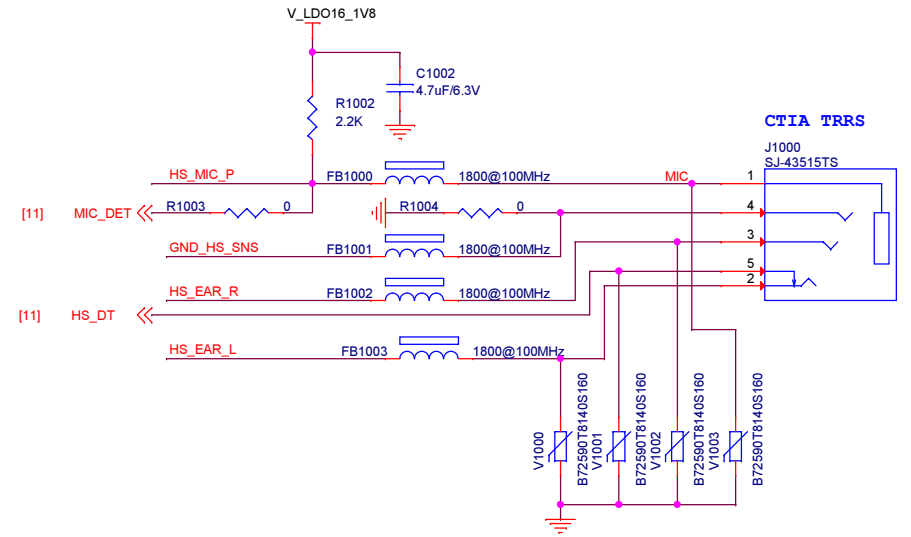 V_LDO16_1V8
C1002
4.7uF/6.3V
R1002
2.2K
CTIA TRRS
J1000
SJ-43515TS
HS_MIC_P
FB1000
1800@100MHz
MIC
1
[11]
MIC_DET
R1003
0
R1004
0
4
GND_HS_SNS
FB1001
1800@100MHz
3
HS_EAR_R
FB1002
1800@100MHz
5
2
[11]
HS_DT
HS_EAR_L
FB1003
1800@100MHz
V1000
B72590T8140S160
V1001
B72590T8140S160
V1002
B72590T8140S160
V1003
B72590T8140S160